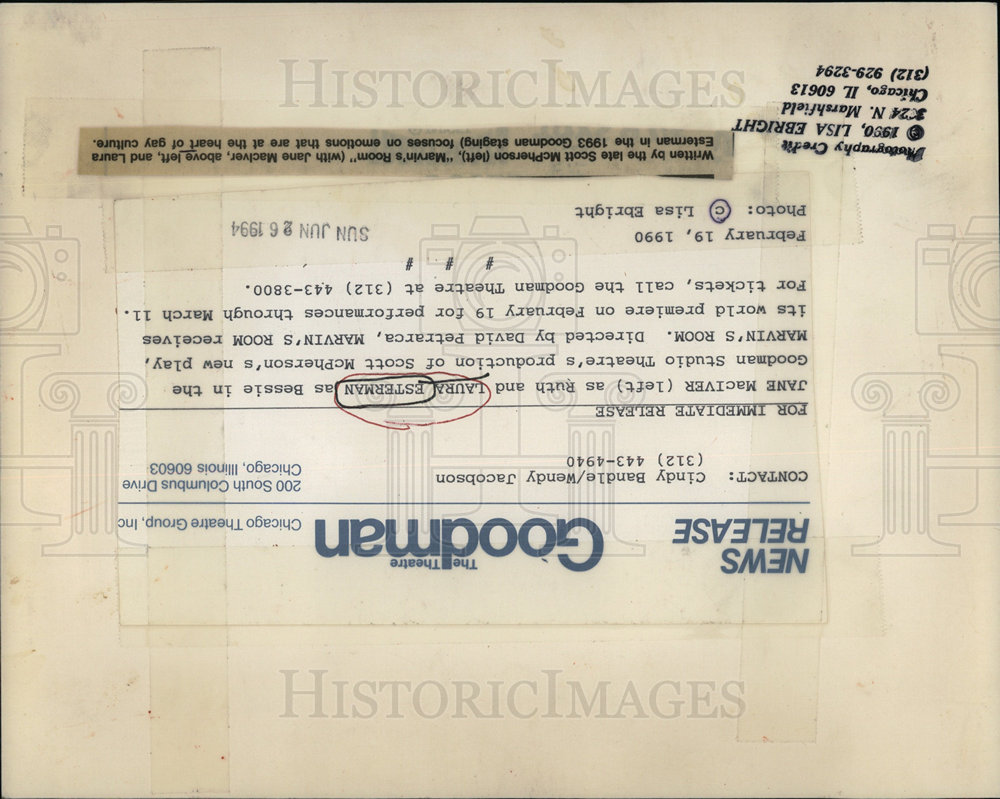 NEWS
RELEASE
The Goodman Theatre
Chicago Theatre Group, Inc
200 South Columbus Drive
Chicago, Illinois 60603
CONTACT: Cindy Bandle/Wendy Jacobson
(312) 443-4940
FOR IMMEDIATE RELEASE
JANE MacIVER (left) as Ruth and LAURA ESTERMAN as Bessie in the
Goodman Studio Theatre's production of Scott McPherson's new play,
MARVIN'S ROOM. Directed by David Petrarca, MARVIN'S ROOM receives
its world premiere on February 19 for performances through March 11.
For tickets, call the Goodman Theatre at (312) 443-3800.
# # #
February 19, 1990
SUN JUN 26 1994
Photo: © Lisa Ebright
Written by the late Scott McPherson (left), "Marvin's Room" (with Jane MacIver, above left, and Laura
Esterman in the 1993 Goodman staging) focuses on emotions that are at the heart of gay culture.
Photography Credit
© 1990, LISA EBRIGHT
3124 N. Marshfield
Chicago, IL 60613
(312) 929-3294
HISTORICIMAGES
HISTORICIMAGES